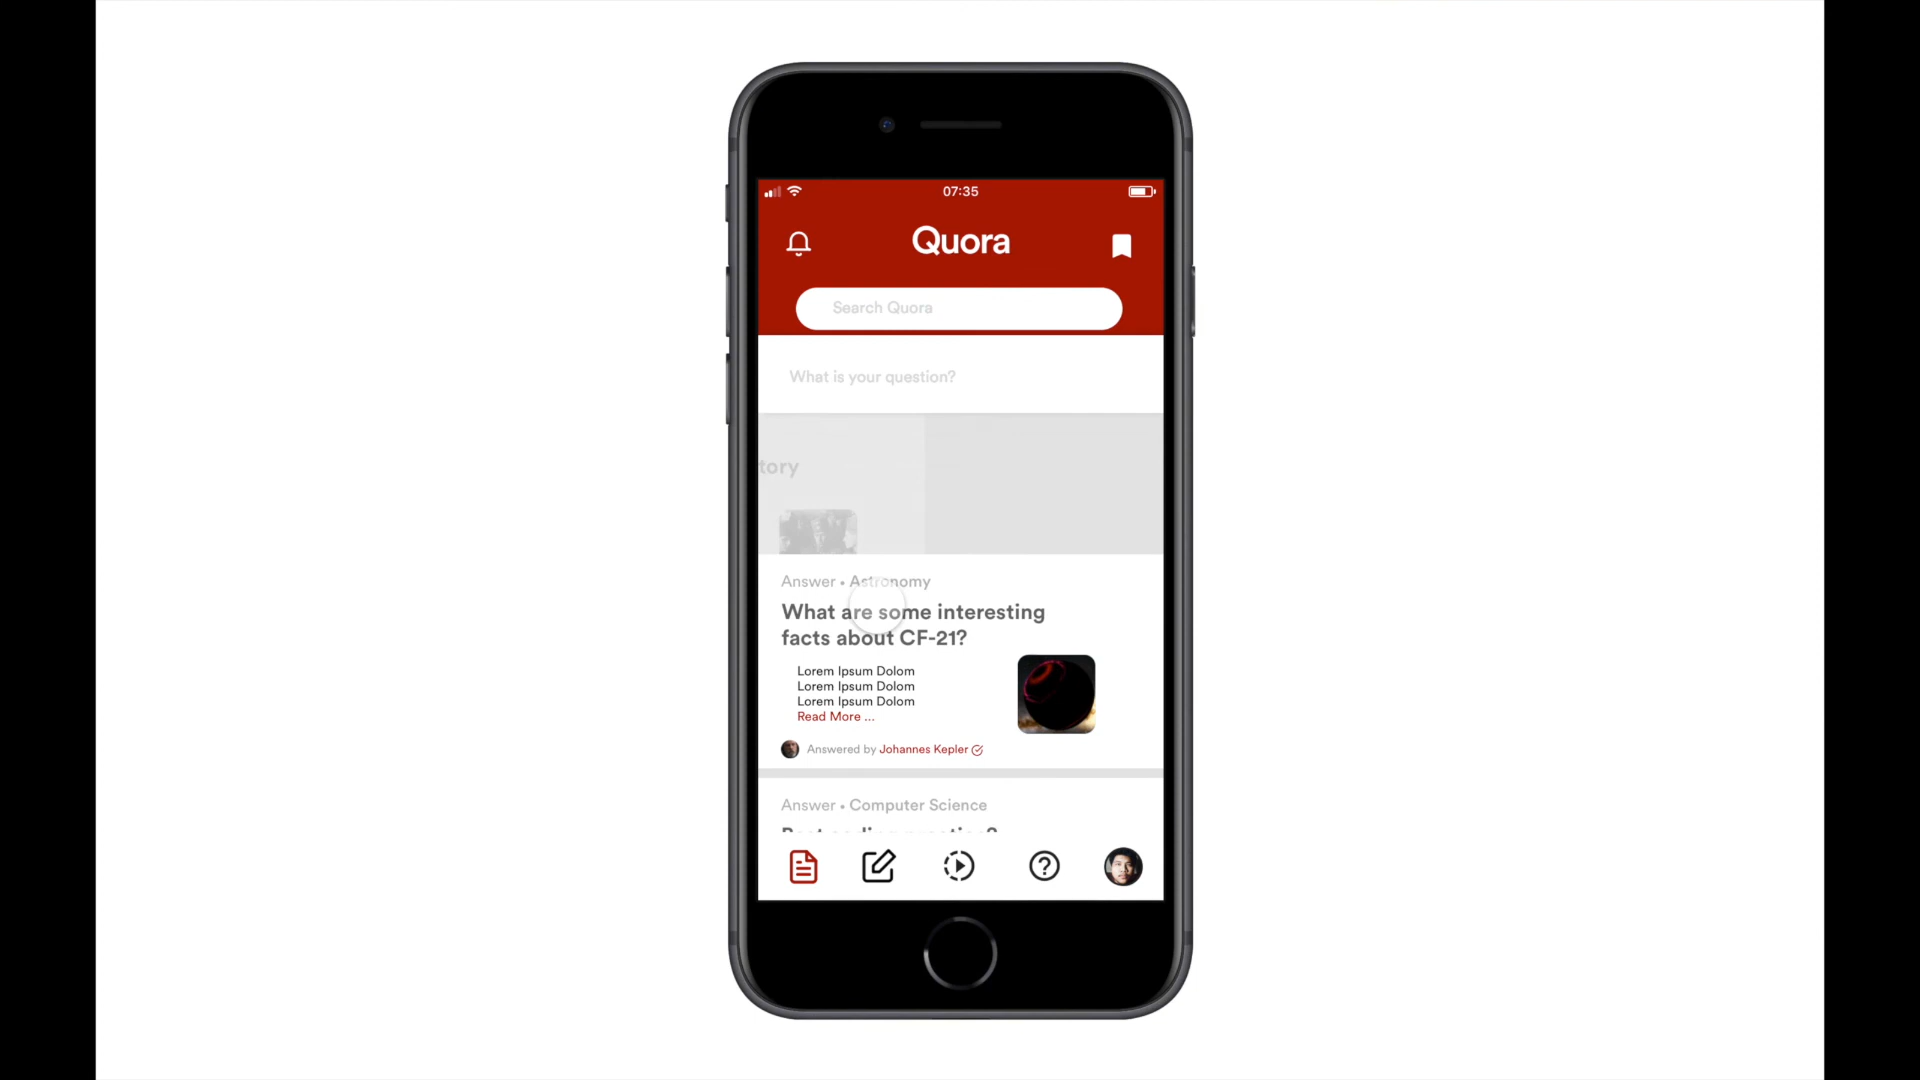 07:35
Quora
Search Quora
What is your question?
tory
Answer • Astronomy
What are some interesting
facts about CF-21?
Lorem Ipsum Dolom
Lorem Ipsum Dolom
Lorem Ipsum Dolom
Read More ...
Answered by Johannes Kepler
Answer • Computer Science